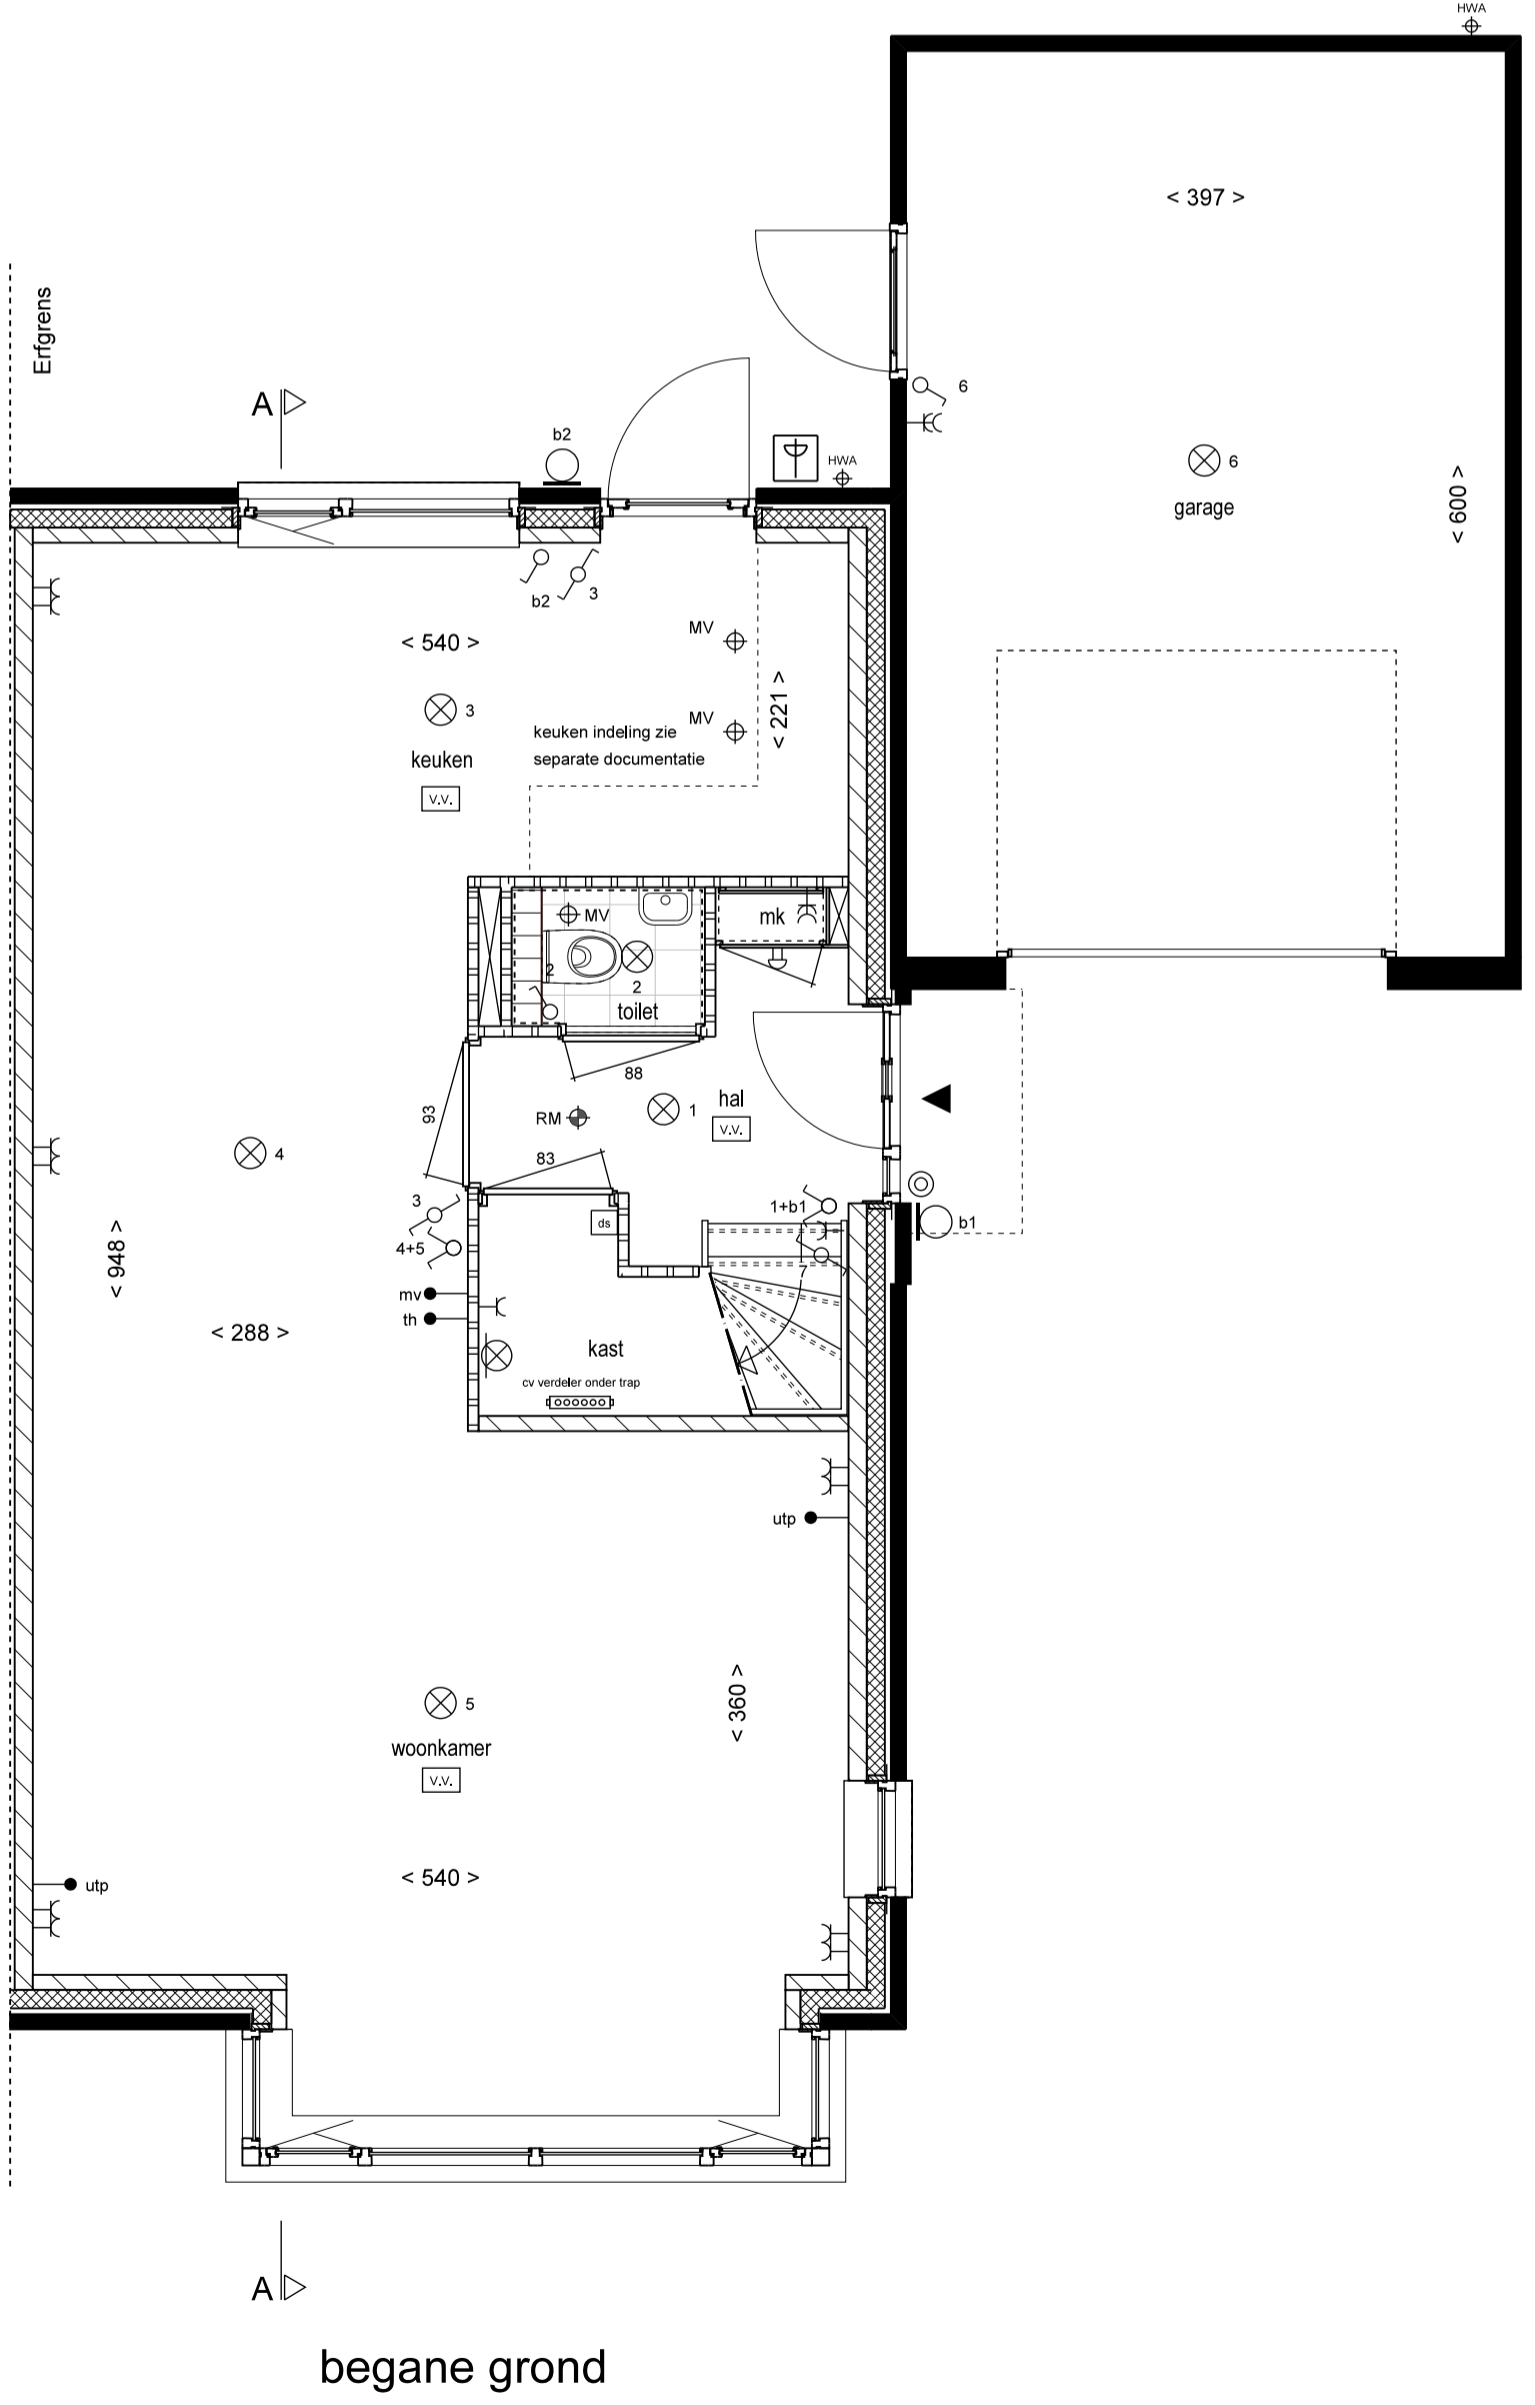 HWA
< 397 >
Erfgrens
6
A
b2
HWA
6
garage
< 600 >
b2
3
< 540 >
MV
3
MV
< 221 >
keuken indeling zie
keuken
separate documentatie
v.v.
MV
mk
2
2
toilet
88
hal
93
RM
1
v.v.
4
83
3
1+b1
ds
b1
4+5
< 948 >
mv
th
< 288 >
kast
cv verdeler onder trap
utp
< 360 >
5
woonkamer
v.v.
< 540 >
utp
A
begane grond